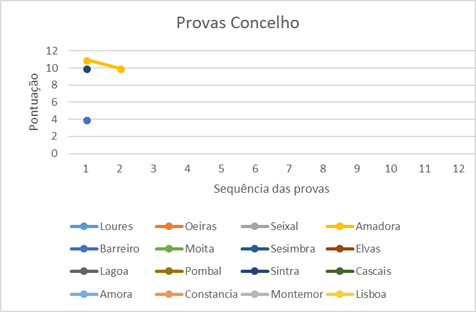 Provas Concelho
12
10
8
6
4
2
0
Pontuação
1 2 3 4 5 6 7 8 9 10 11 12
Sequência das provas
Loures Oeiras Seixal Amadora
Barreiro Moita Sesimbra Elvas
Lagoa Pombal Sintra Cascais
Amora Constancia Montemor Lisboa